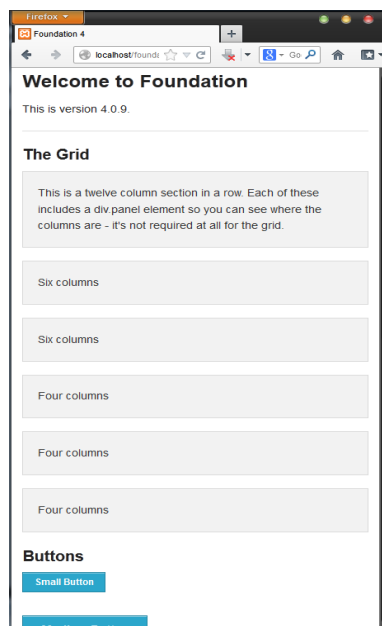 Firefox
Foundation 4
localhost/found
Go
Welcome to Foundation
This is version 4.0.9.
The Grid
This is a twelve column section in a row. Each of these
includes a div.panel element so you can see where the
columns are - it's not required at all for the grid.
Six columns
Six columns
Four columns
Four columns
Four columns
Buttons
Small Button